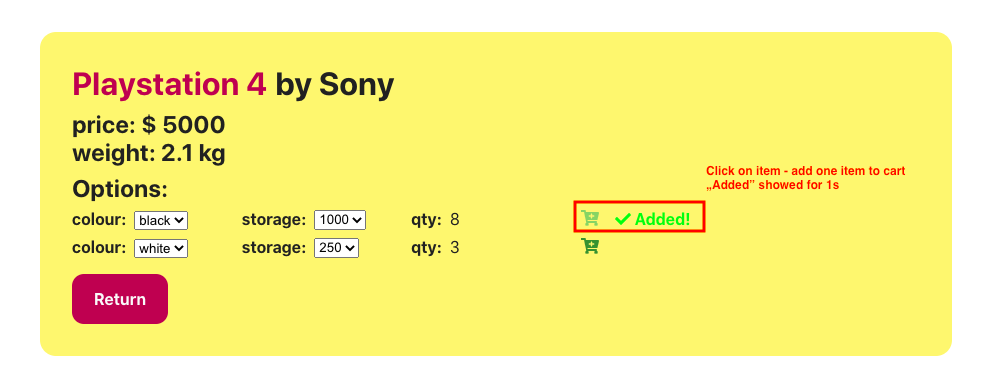 Playstation 4 by Sony
price: $ 5000
weight: 2.1 kg
Click on item - add one item to cart
„Added” showed for 1s
Options:
colour: black storage: 1000 qty: 8 Added!
colour: white storage: 250 qty: 3
Return